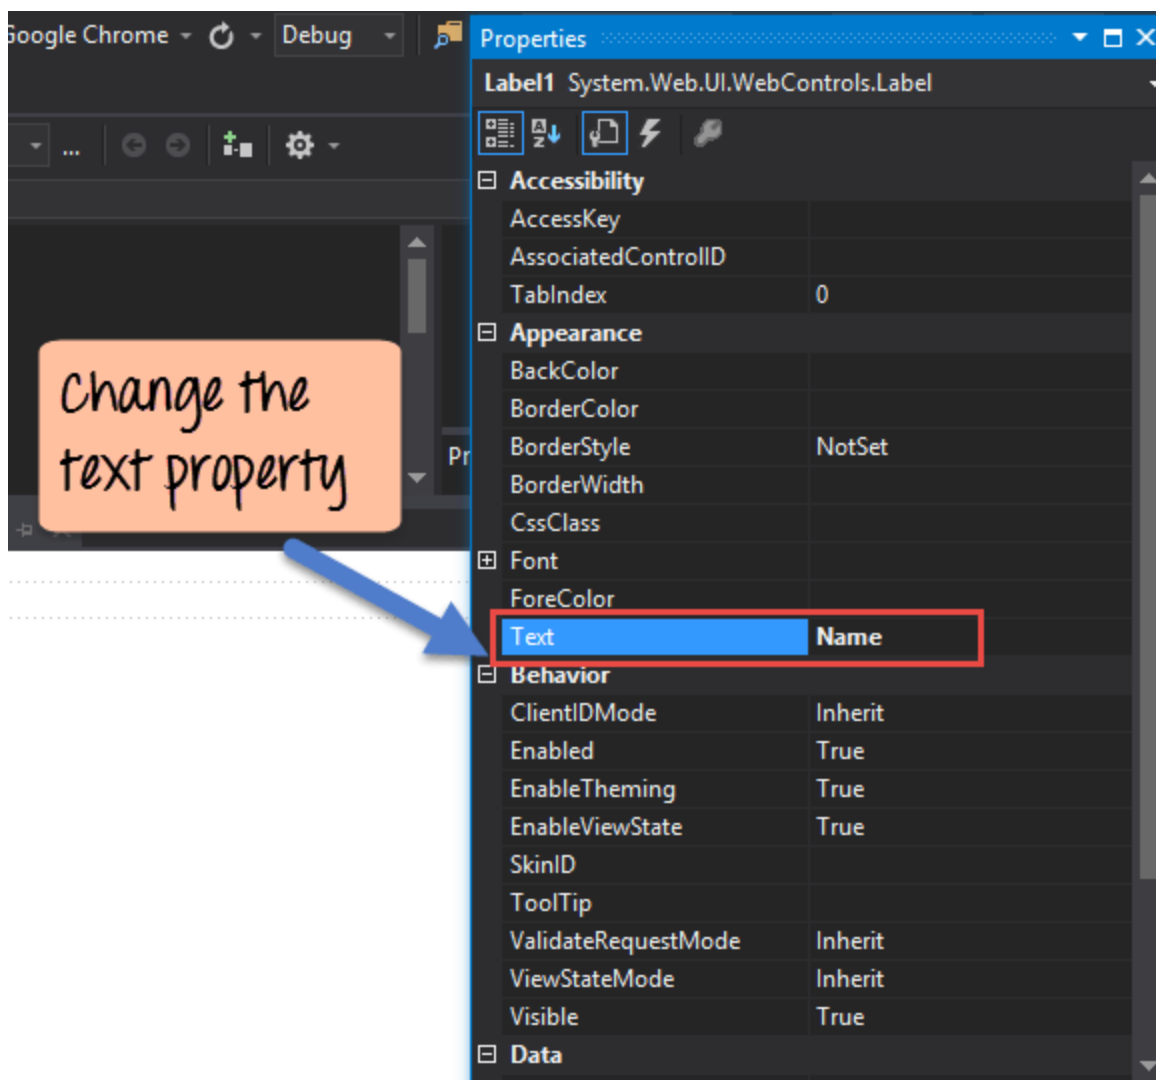 Google Chrome Debug
Properties
Label1 System.Web.UI.WebControls.Label
...
Accessibility
AccessKey
AssociatedControlID
TabIndex 0
Appearance
BackColor
BorderColor
BorderStyle NotSet
BorderWidth
CssClass
Font
ForeColor
Text Name
Behavior
ClientIDMode Inherit
Enabled True
EnableTheming True
EnableViewState True
SkinID
ToolTip
ValidateRequestMode Inherit
ViewStateMode Inherit
Visible True
Data
Change the
text property
Pr